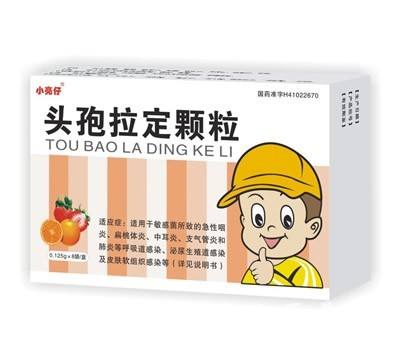 小亮仔®
国药准字H41022670
头孢拉定颗粒
TOU BAO LA DING KE LI
适应症：适用于敏感菌所致的急性咽
炎、扁桃体炎、中耳炎、支气管炎和
肺炎等呼吸道感染、泌尿生殖道感染
及皮肤软组织感染等（详见说明书）
0.125g×8袋/盒